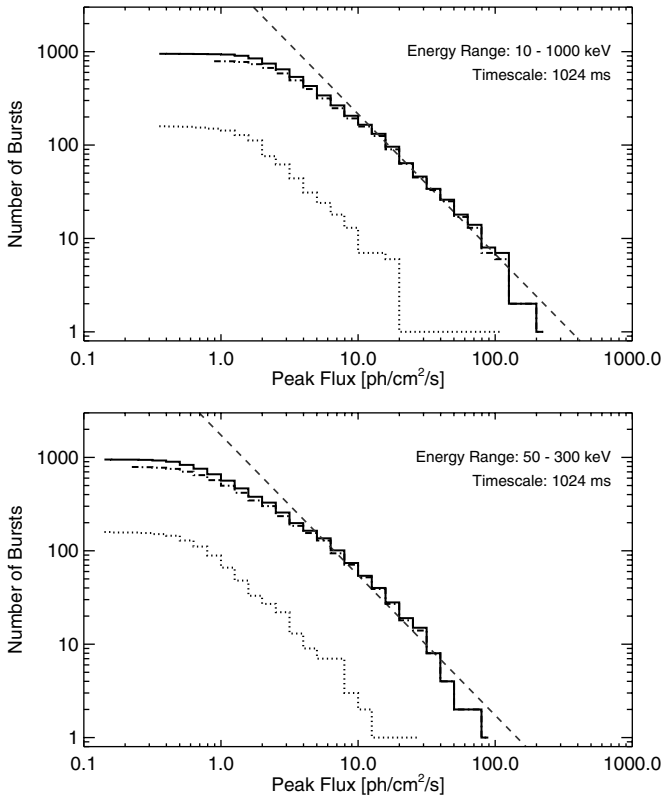 Energy Range: 10 - 1000 keV
Timescale: 1024 ms
Number of Bursts
1000
100
10
1
0.1 1.0 10.0 100.0 1000.0
Peak Flux [ph/cm²/s]
Energy Range: 50 - 300 keV
Timescale: 1024 ms
Number of Bursts
1000
100
10
1
0.1 1.0 10.0 100.0 1000.0
Peak Flux [ph/cm²/s]